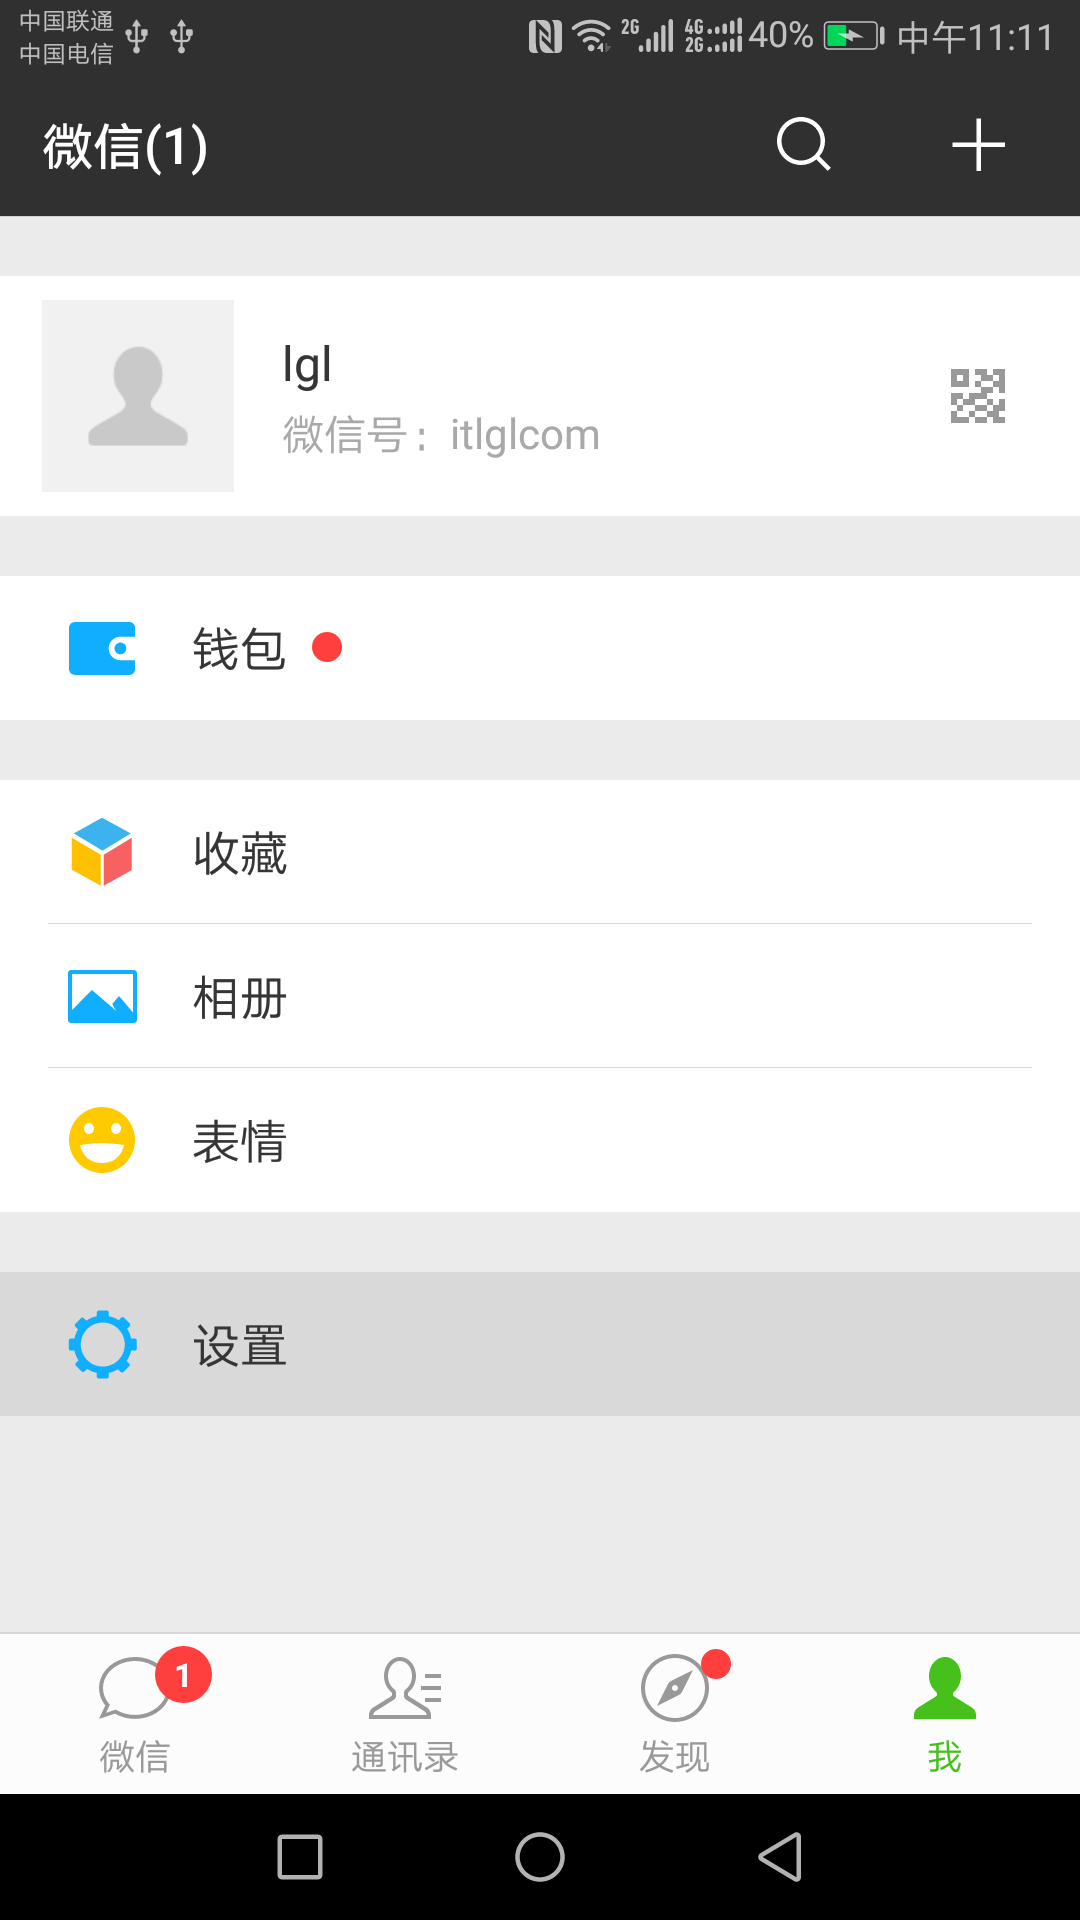 中国联通
中国电信
2G
4G
2G
40%
中午11:11
微信(1)
lgl
微信号：itlglcom
钱包
收藏
相册
表情
设置
1
微信
通讯录
发现
我